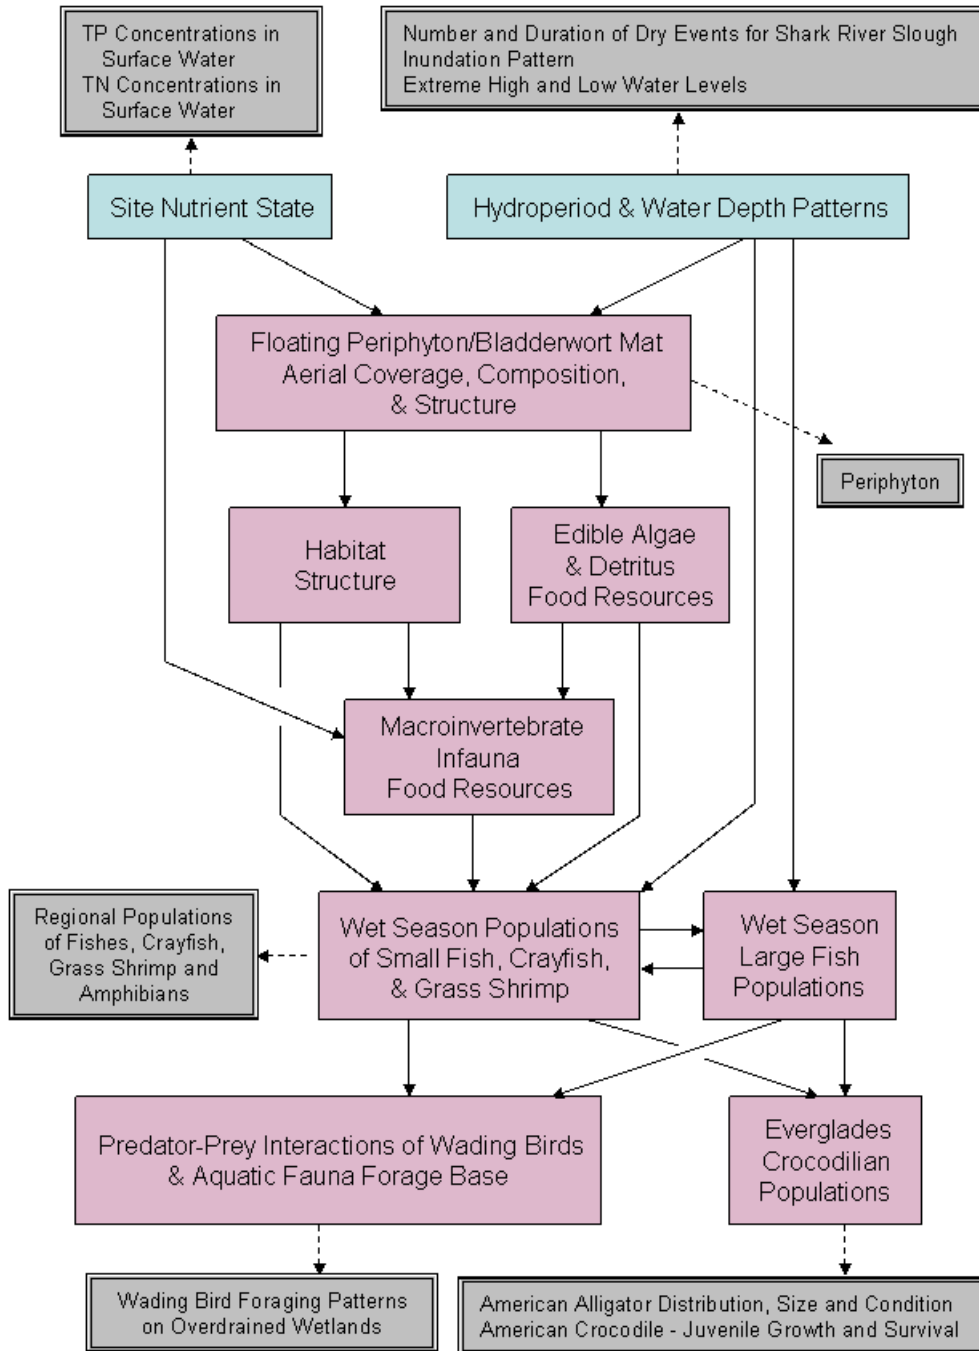 TP Concentrations in
Surface Water
TN Concentrations in
Surface Water
Number and Duration of Dry Events for Shark River Slough
Inundation Pattern
Extreme High and Low Water Levels
Site Nutrient State
Hydroperiod & Water Depth Patterns
Floating Periphyton/Bladderwort Mat
Aerial Coverage, Composition,
& Structure
Periphyton
Habitat
Structure
Edible Algae
& Detritus
Food Resources
Macroinvertebrate
Infauna
Food Resources
Regional Populations
of Fishes, Crayfish,
Grass Shrimp and
Amphibians
Wet Season Populations
of Small Fish, Crayfish,
& Grass Shrimp
Wet Season
Large Fish
Populations
Predator-Prey Interactions of Wading Birds
& Aquatic Fauna Forage Base
Everglades
Crocodilian
Populations
Wading Bird Foraging Patterns
on Overdrained Wetlands
American Alligator Distribution, Size and Condition
American Crocodile - Juvenile Growth and Survival